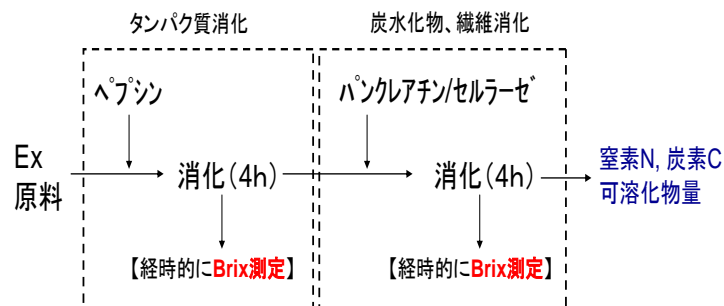 タンパク質消化
炭水化物、繊維消化
ペプシン
パンクレアチン/セルラーゼ
Ex
原料
消化(4h)
消化(4h)
窒素N, 炭素C
可溶化物量
【経時的にBrix測定】
【経時的にBrix測定】